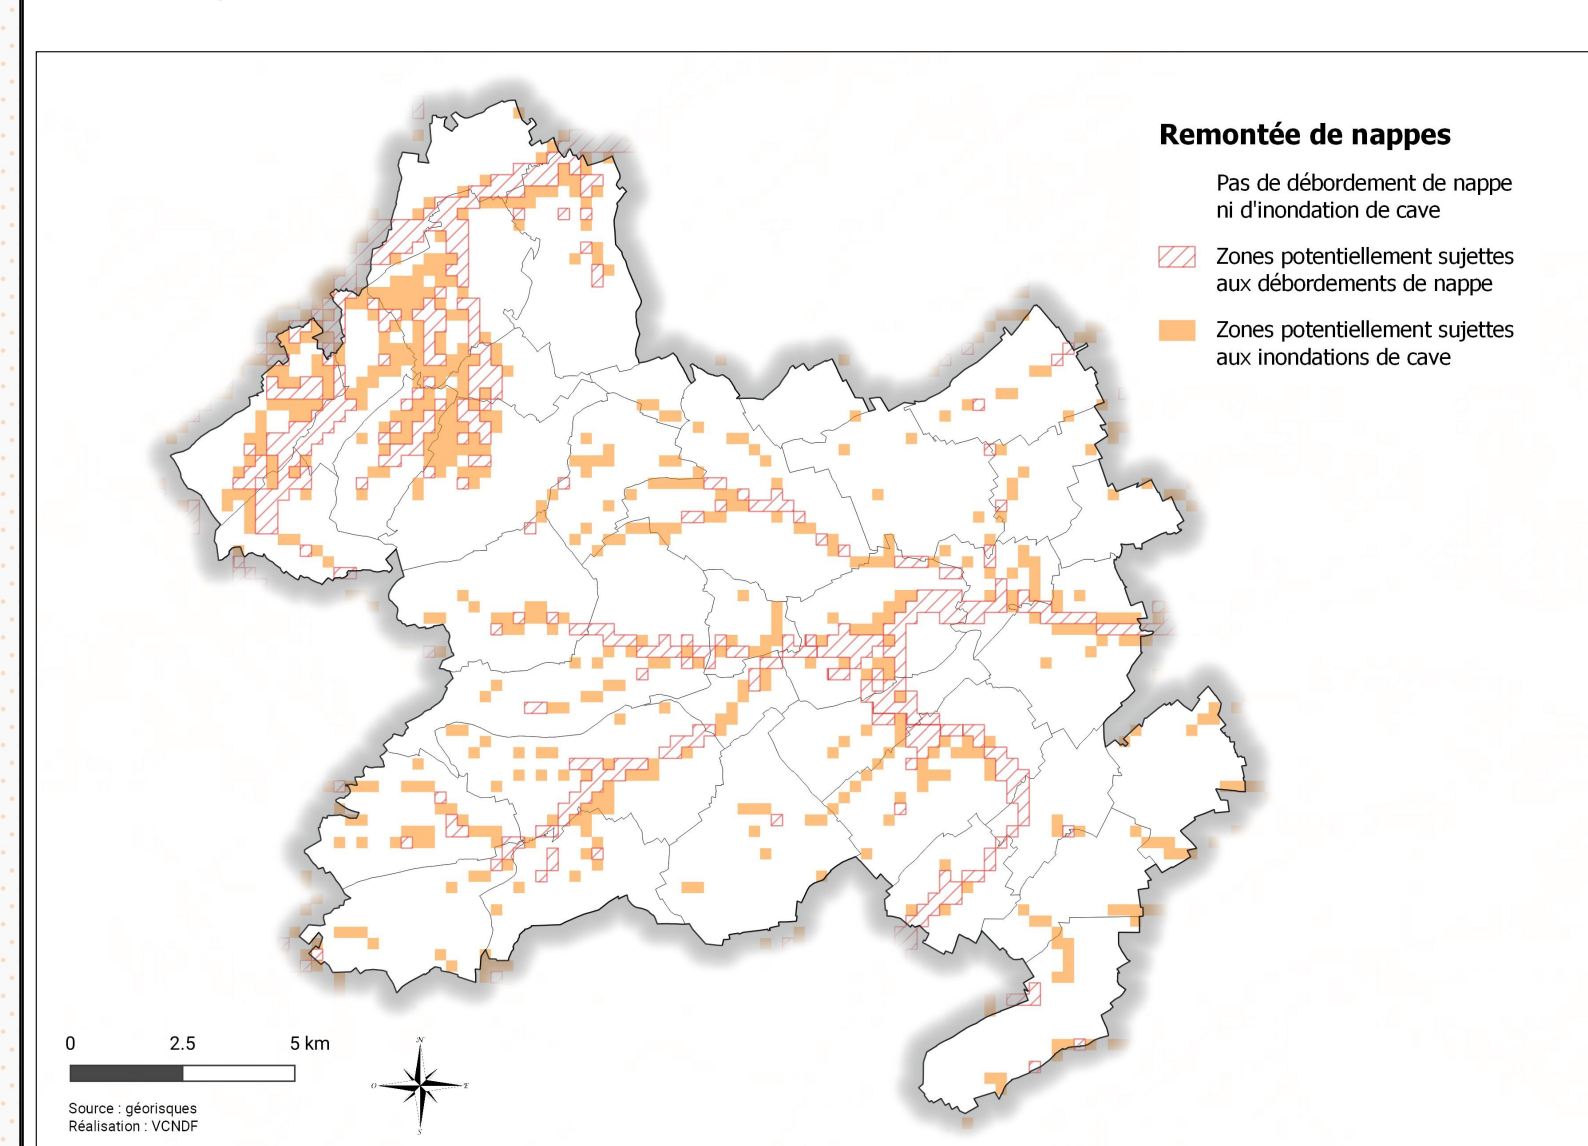 Remontée de nappes
Pas de débordement de nappe
ni d'inondation de cave
Zones potentiellement sujettes
aux débordements de nappe
Zones potentiellement sujettes
aux inondations de cave
0 2.5 5 km
N
O E
S
Source : géorisques
Réalisation : VCNDF